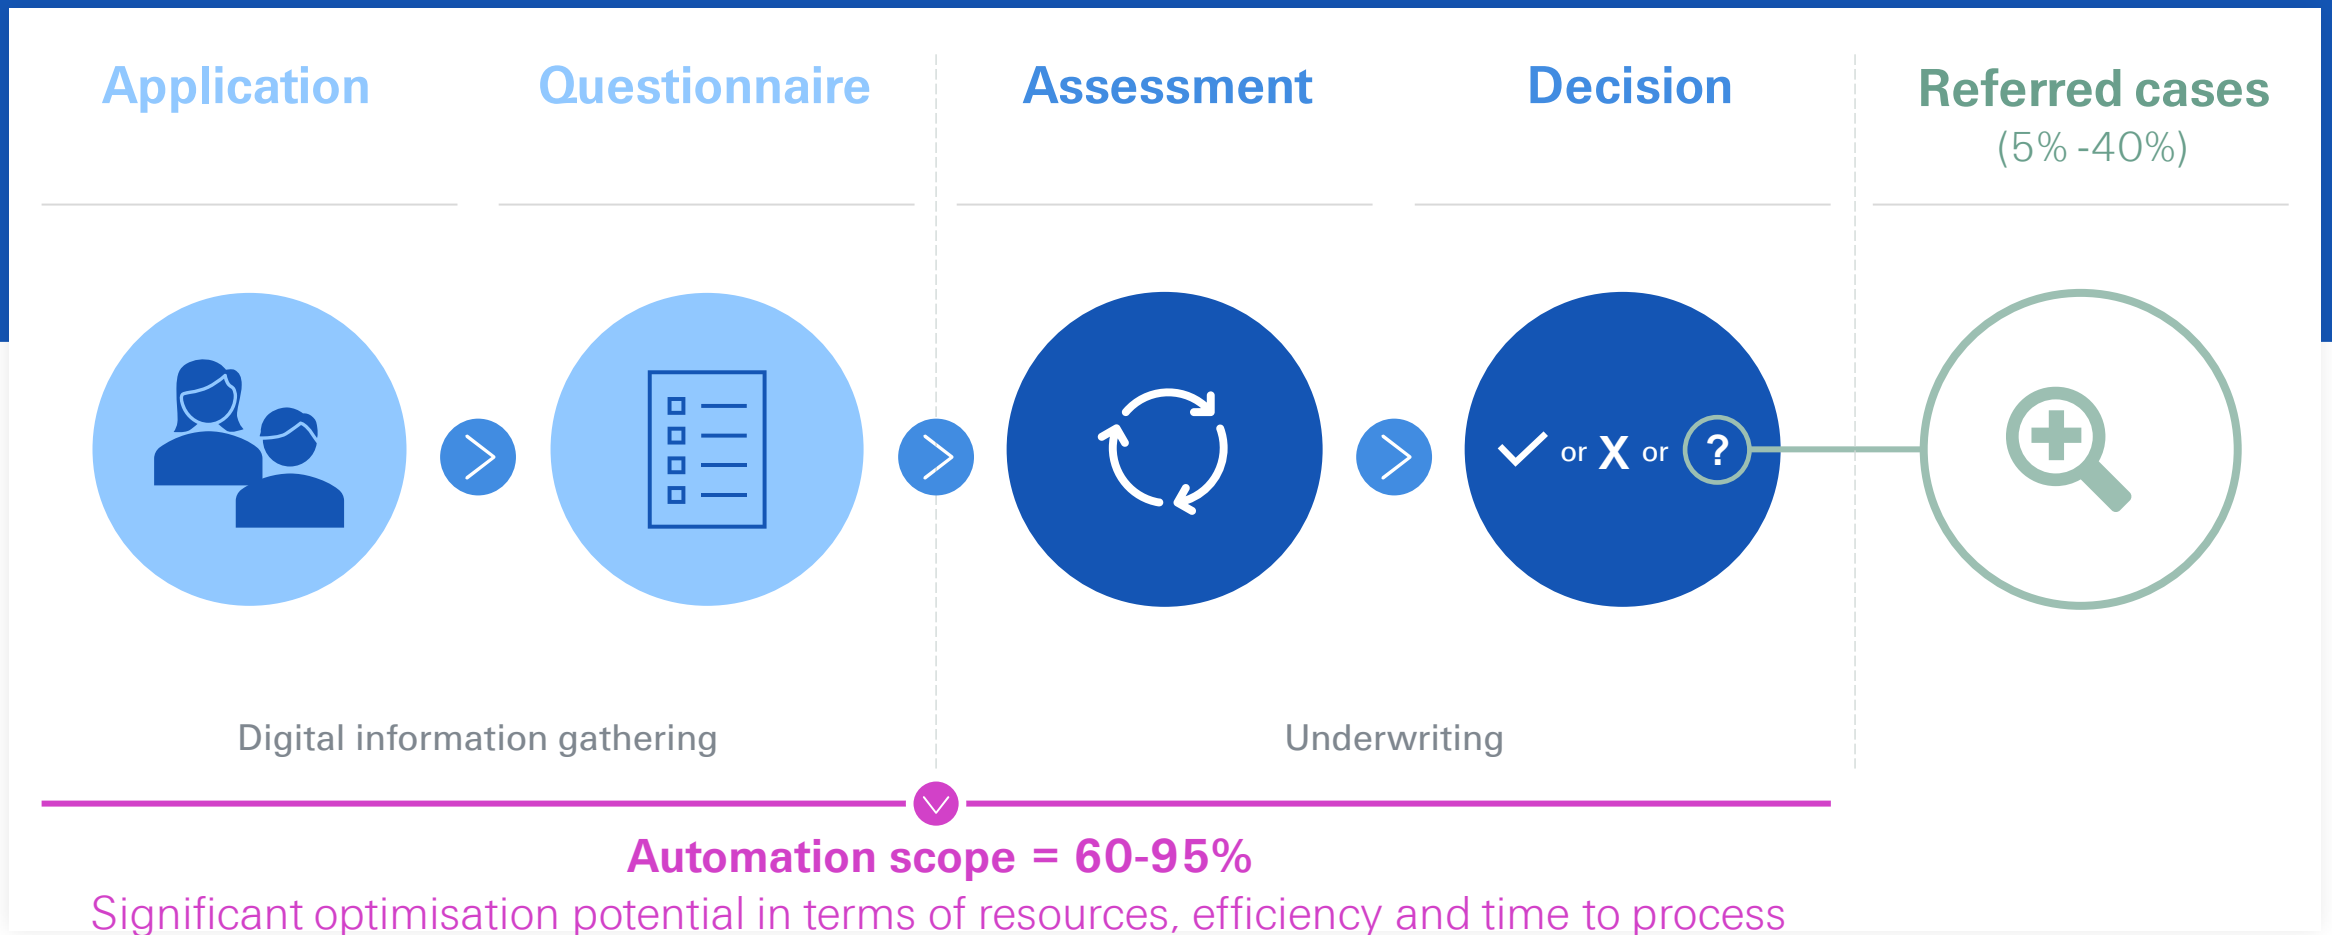 Application
Questionnaire
Assessment
Decision
Referred cases
(5% -40%)
or X or ?
Digital information gathering
Underwriting
Automation scope = 60-95%
Significant optimisation potential in terms of resources, efficiency and time to process